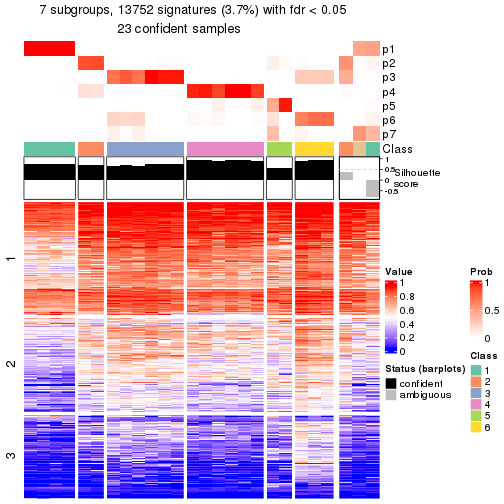 7 subgroups, 13752 signatures (3.7%) with fdr < 0.05
23 confident samples
p1
p2
p3
p4
p5
p6
p7
Class
1
0.5
0
-0.5
Silhouette
score
1
2
3
Value
1
0.8
0.6
0.4
0.2
0
Status (barplots)
confident
ambiguous
Prob
1
0.5
0
Class
1
2
3
4
5
6